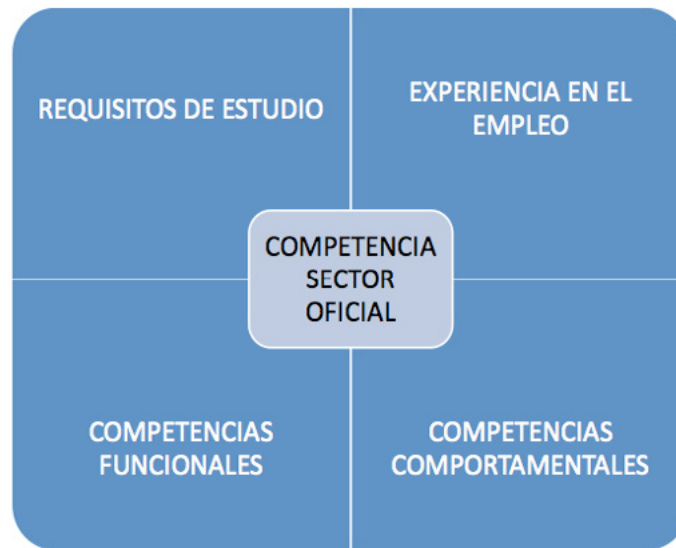 REQUISITOS DE ESTUDIO
EXPERIENCIA EN EL
EMPLEO
COMPETENCIA
SECTOR
OFICIAL
COMPETENCIAS
FUNCIONALES
COMPETENCIAS
COMPORTAMENTALES